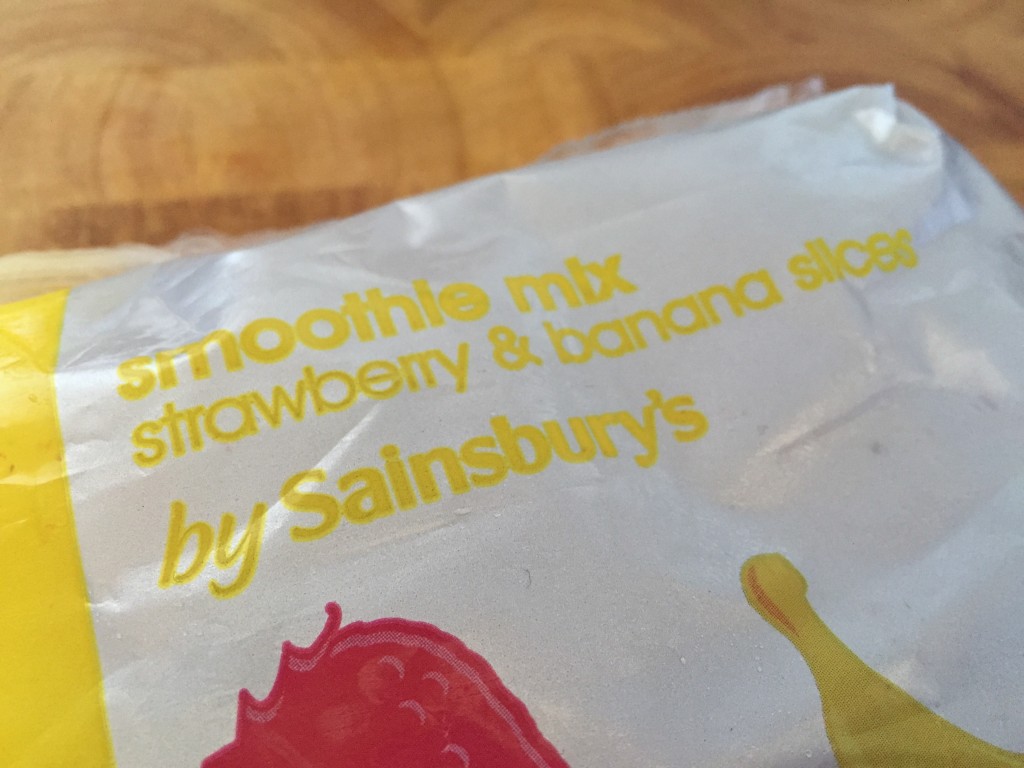 smoothie mix
strawberry & banana slices
by Sainsbury's